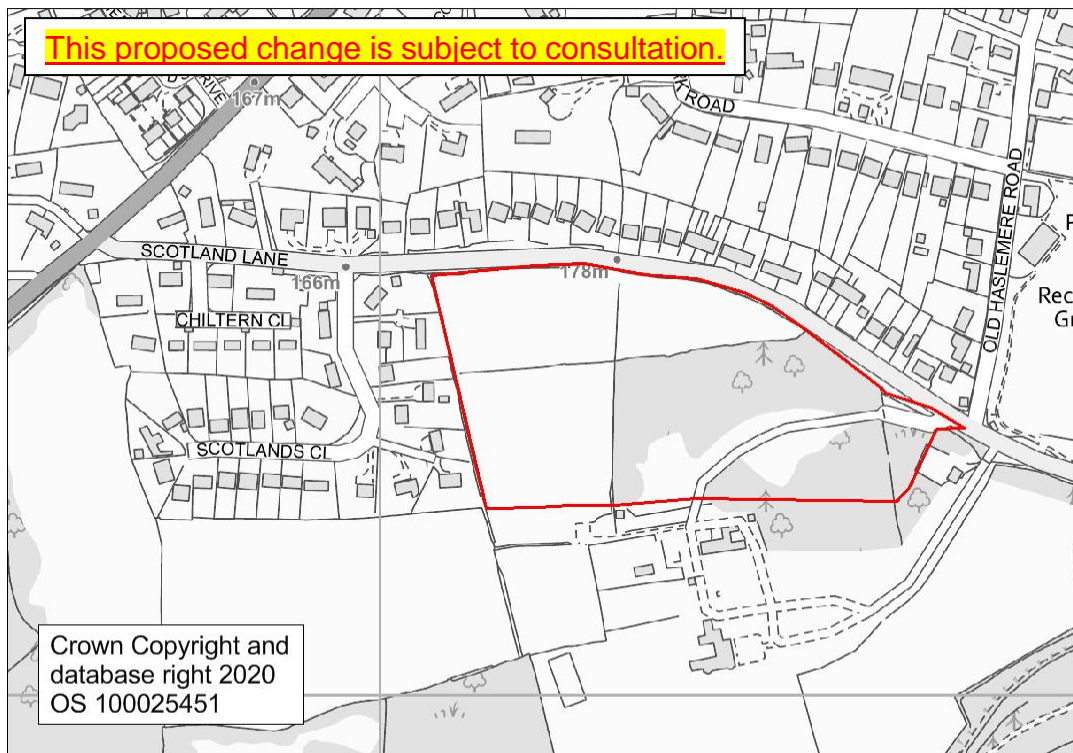 This proposed change is subject to consultation.
DRIVE
167m
ROAD
OLD HASLEMERE ROAD
SCOTLAND LANE
166m
178m
Rec
CHILTERN CL
SCOTLANDS CL
Crown Copyright and
database right 2020
OS 100025451